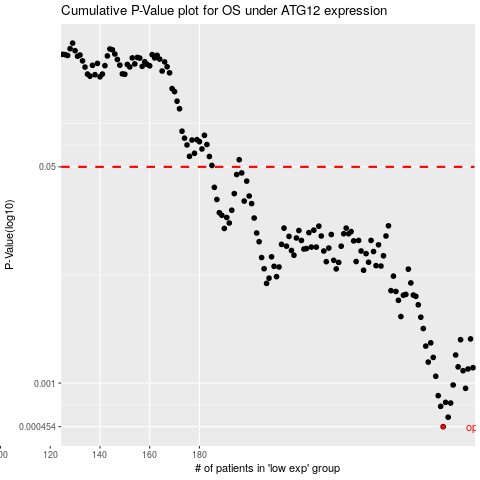 Cumulative P-Value plot for OS under ATG12 expression
P-Value(log10)
0.05
0.001
0.000454
op
00 120 140 160 180
# of patients in 'low exp' group